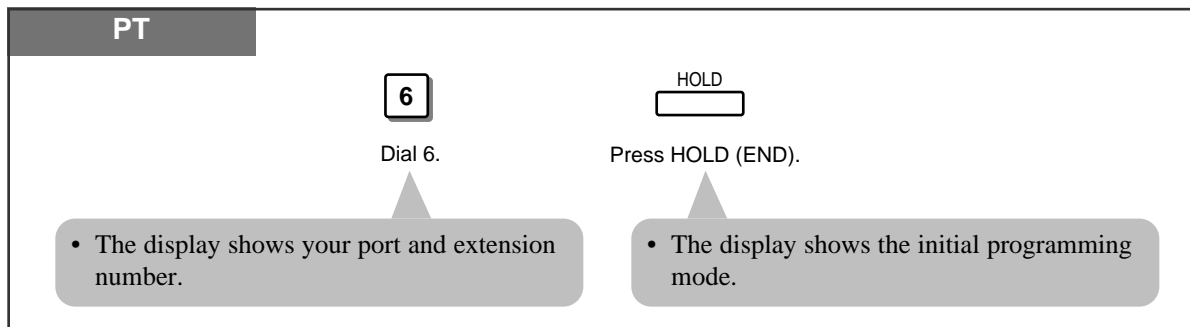 PT
6
HOLD
Dial 6.
Press HOLD (END).
• The display shows your port and extension
number.
• The display shows the initial programming
mode.